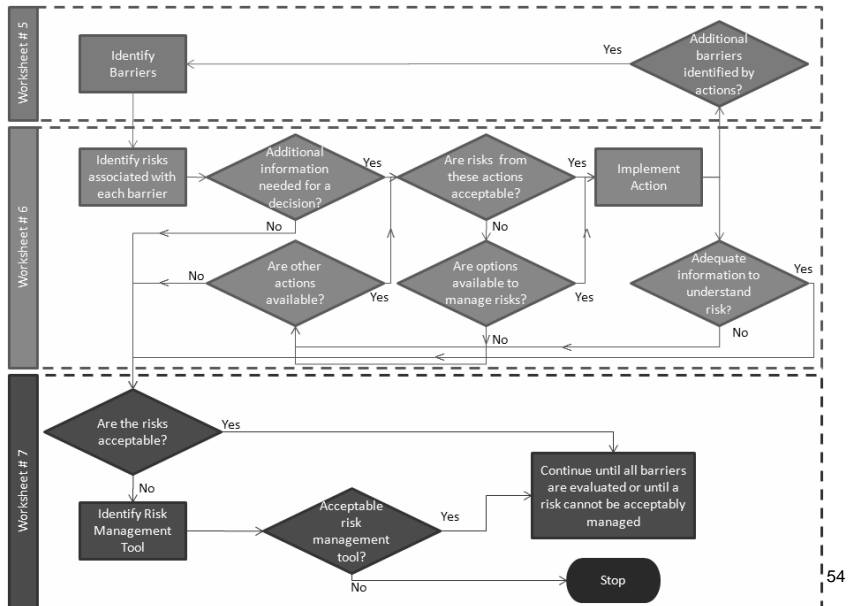 Worksheet # 5
Identify
Barriers
Yes
Additional
barriers
identified by
actions?
Worksheet # 6
Identify risks
associated with
each barrier
Additional
information
needed for a
decision?
Yes
No
Are risks from
these actions
acceptable?
Yes
No
Implement
Action
No
Are other
actions
available?
Yes
Are options
available to
manage risks?
Yes
No
Adequate
information to
understand
risk?
Yes
No
Worksheet # 7
Are the risks
acceptable?
Yes
No
Identify Risk
Management
Tool
Acceptable
risk
management
tool?
Yes
No
Continue until all barriers
are evaluated or until a
risk cannot be acceptably
managed
Stop
54